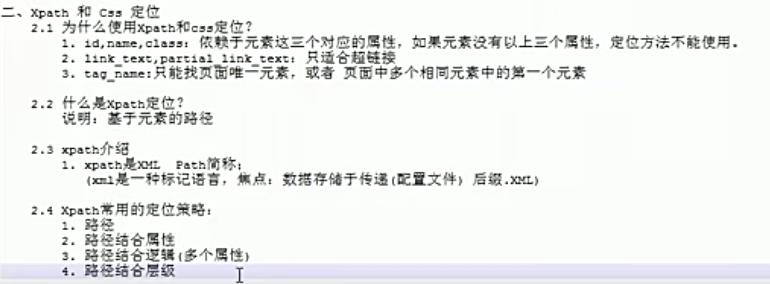 二、Xpath 和 Css 定位
2.1 为什么使用Xpath和css定位?
1. id,name,class: 依赖于元素这三个对应的属性，如果元素没有以上三个属性，定位方法不能使用。
2. link_text,partial_link_text: 只适合超链接
3. tag_name:只能找页面唯一元素，或者 页面中多个相同元素中的第一个元素
2.2 什么是Xpath定位?
说明: 基于元素的路径
2.3 xpath介绍
1. xpath是XML Path简称;
(xml是一种标记语言，焦点: 数据存储于传递(配置文件) 后缀.XML)
2.4 Xpath常用的定位策略:
1. 路径
2. 路径结合属性
3. 路径结合逻辑(多个属性)
4. 路径结合层级